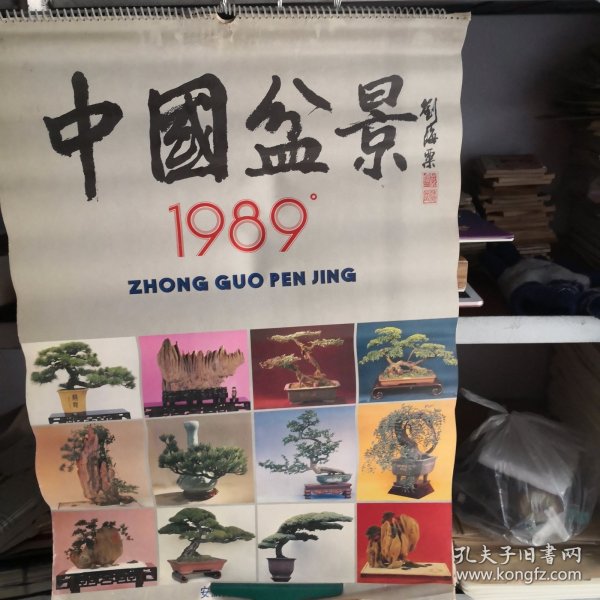 中國盆景
劉海粟
1989
ZHONG GUO PEN JING
孔夫子旧书网
www.kongfz.com